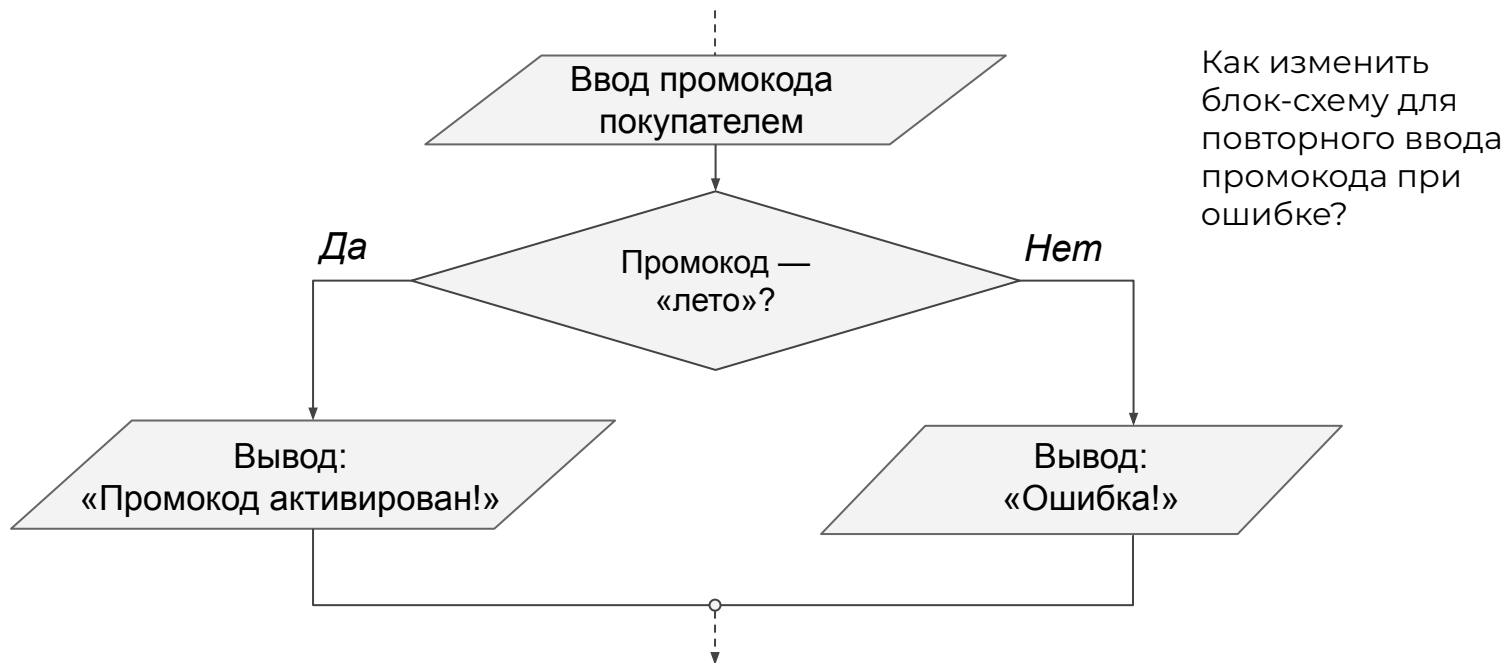 Ввод промокода
покупателем
Как изменить
блок-схему для
повторного ввода
промокода при
ошибке?
Да
Нет
Промокод —
«лето»?
Вывод:
«Промокод активирован!»
Вывод:
«Ошибка!»